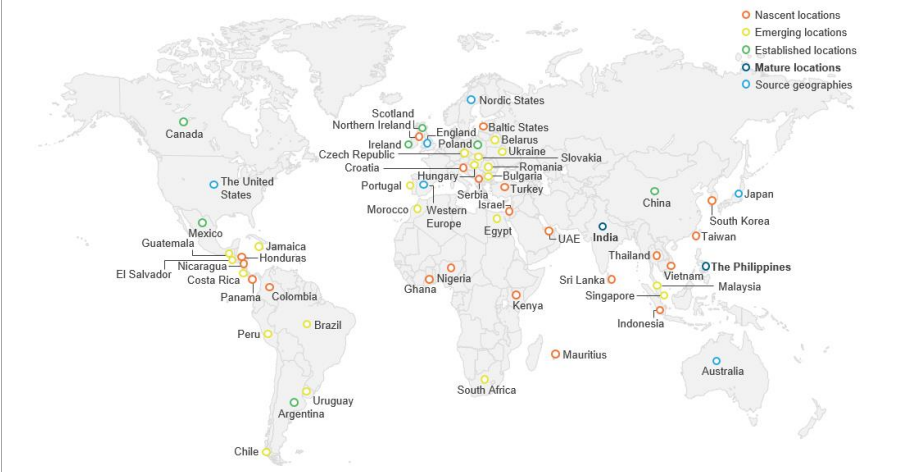 Nascent locations
Emerging locations
Established locations
Mature locations
Source geographies
Nordic States
Scotland
Northern Ireland
England
Baltic States
Canada
Ireland
Poland
Belarus
Ukraine
Czech Republic
Slovakia
Croatia
Romania
Hungary
Bulgaria
The United
States
Portugal
Serbia
Turkey
Japan
China
Morocco
Western
Europe
Israel
South Korea
Mexico
Egypt
UAE
India
Taiwan
Guatemala
Jamaica
Honduras
El Salvador
Nicaragua
Thailand
The Philippines
Costa Rica
Nigeria
Sri Lanka
Vietnam
Malaysia
Panama
Colombia
Ghana
Kenya
Singapore
Indonesia
Peru
Brazil
Mauritius
Australia
South Africa
Uruguay
Argentina
Chile